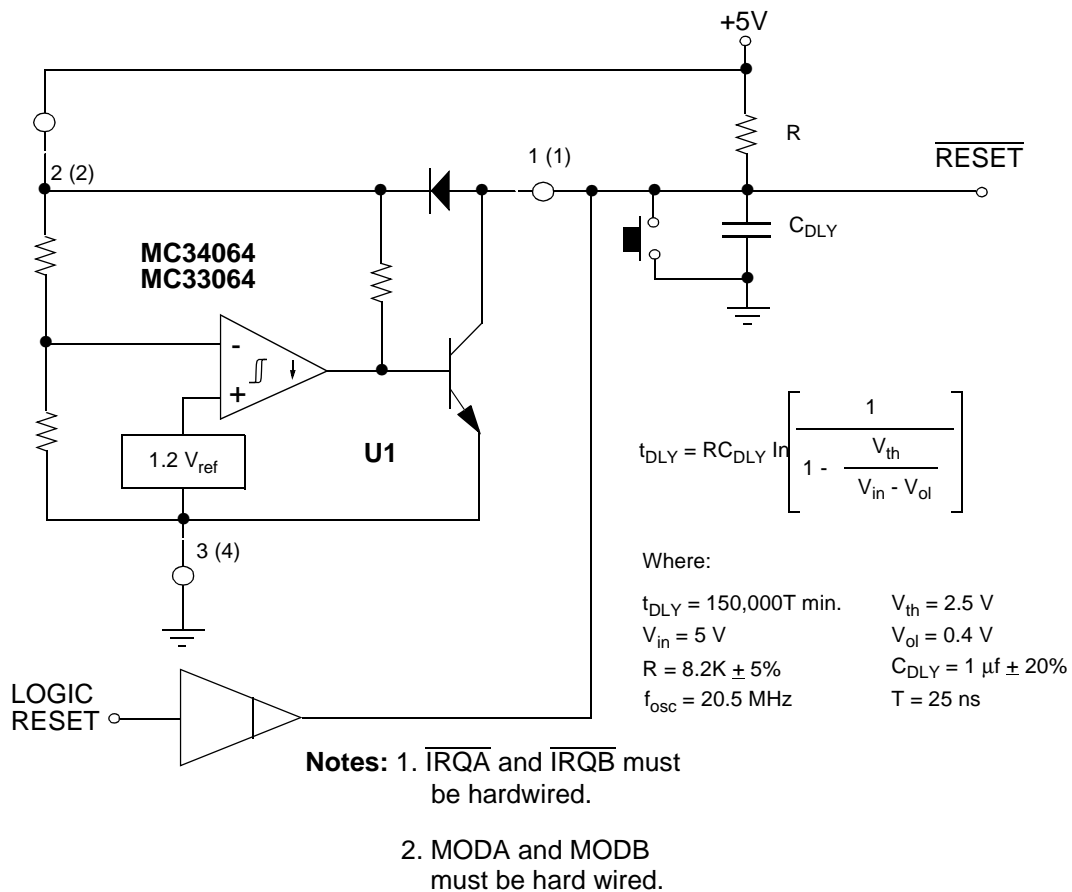 +5V
R
RESET
2 (2)
1 (1)
C_DLY
MC34064
MC33064
-
+
1.2 V_ref
U1
t_DLY = RC_DLY In [ 1 / ( 1 - V_th / ( V_in - V_ol ) ) ]
3 (4)
Where:
t_DLY = 150,000T min.
V_th = 2.5 V
V_in = 5 V
V_ol = 0.4 V
R = 8.2K ± 5%
C_DLY = 1 μf ± 20%
f_osc = 20.5 MHz
T = 25 ns
LOGIC
RESET
Notes: 1. IRQA and IRQB must
be hardwired.
2. MODA and MODB
must be hard wired.